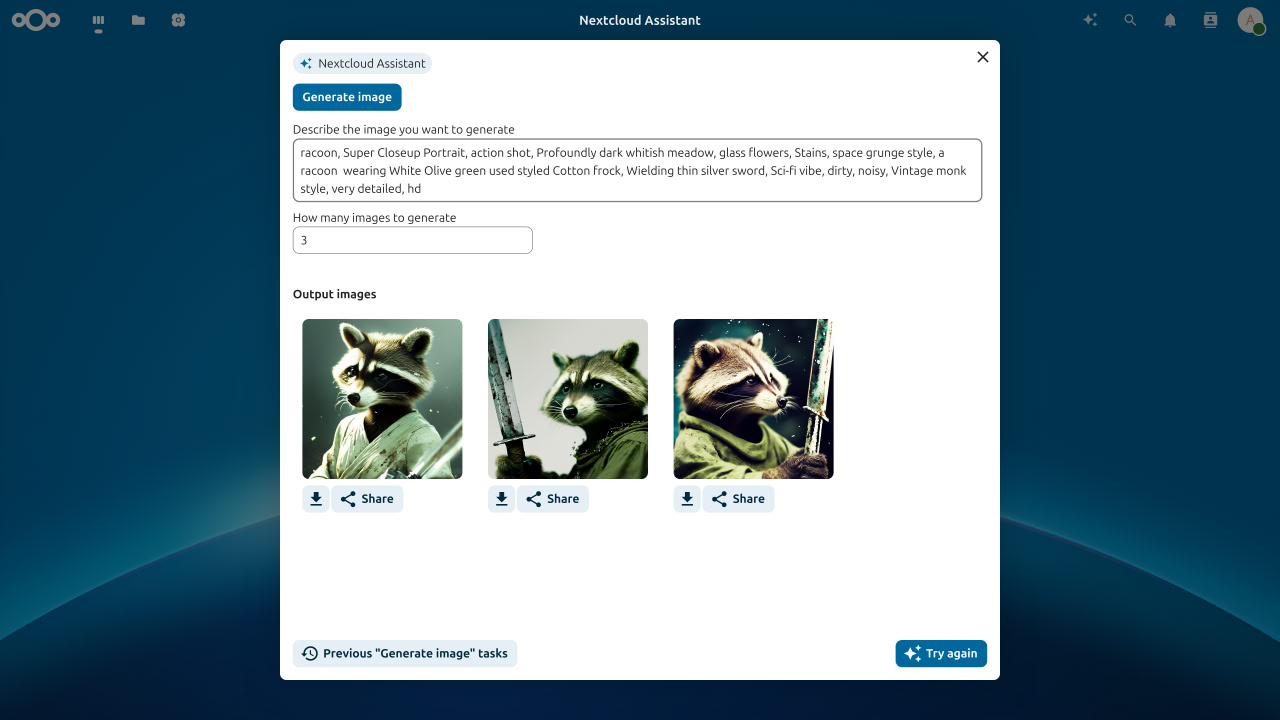 Nextcloud Assistant
A
Nextcloud Assistant
Generate image
Describe the image you want to generate
racoon, Super Closeup Portrait, action shot, Profoundly dark whitish meadow, glass flowers, Stains, space grunge style, a
racoon  wearing White Olive green used styled Cotton frock, Wielding thin silver sword, Sci-fi vibe, dirty, noisy, Vintage monk
style, very detailed, hd
How many images to generate
3
Output images
Share
Share
Share
Previous "Generate image" tasks
Try again